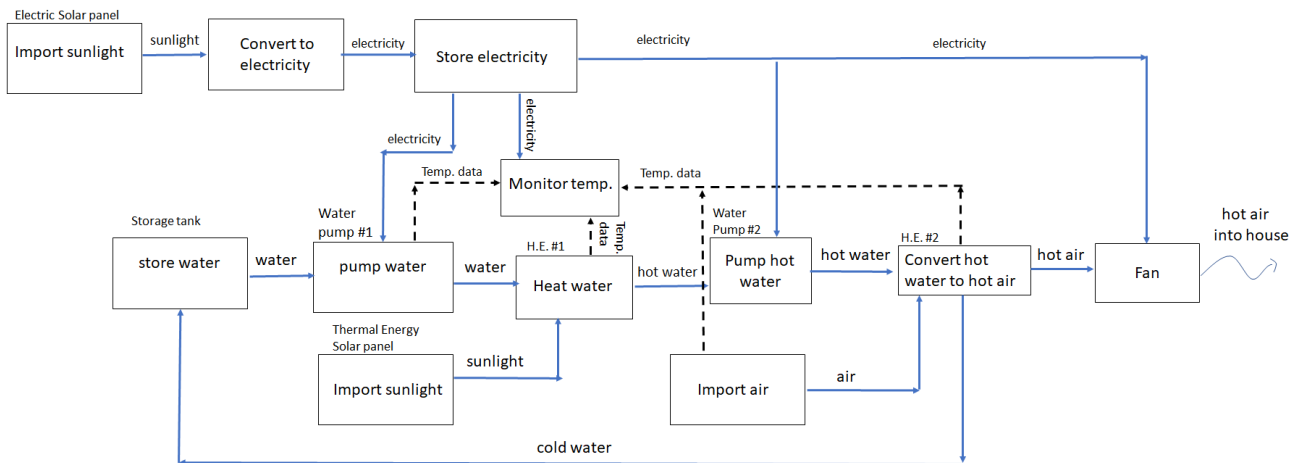 Electric Solar panel
Import sunlight
sunlight
Convert to
electricity
electricity
Store electricity
electricity
electricity
electricity
electricity
Temp. data
Monitor temp.
Temp. data
Temp.
data
Storage tank
store water
water
Water
pump #1
pump water
water
H.E. #1
Heat water
hot water
Water
Pump #2
Pump hot
water
hot water
H.E. #2
Convert hot
water to hot air
hot air
Fan
hot air
into house
Thermal Energy
Solar panel
Import sunlight
sunlight
Import air
air
cold water